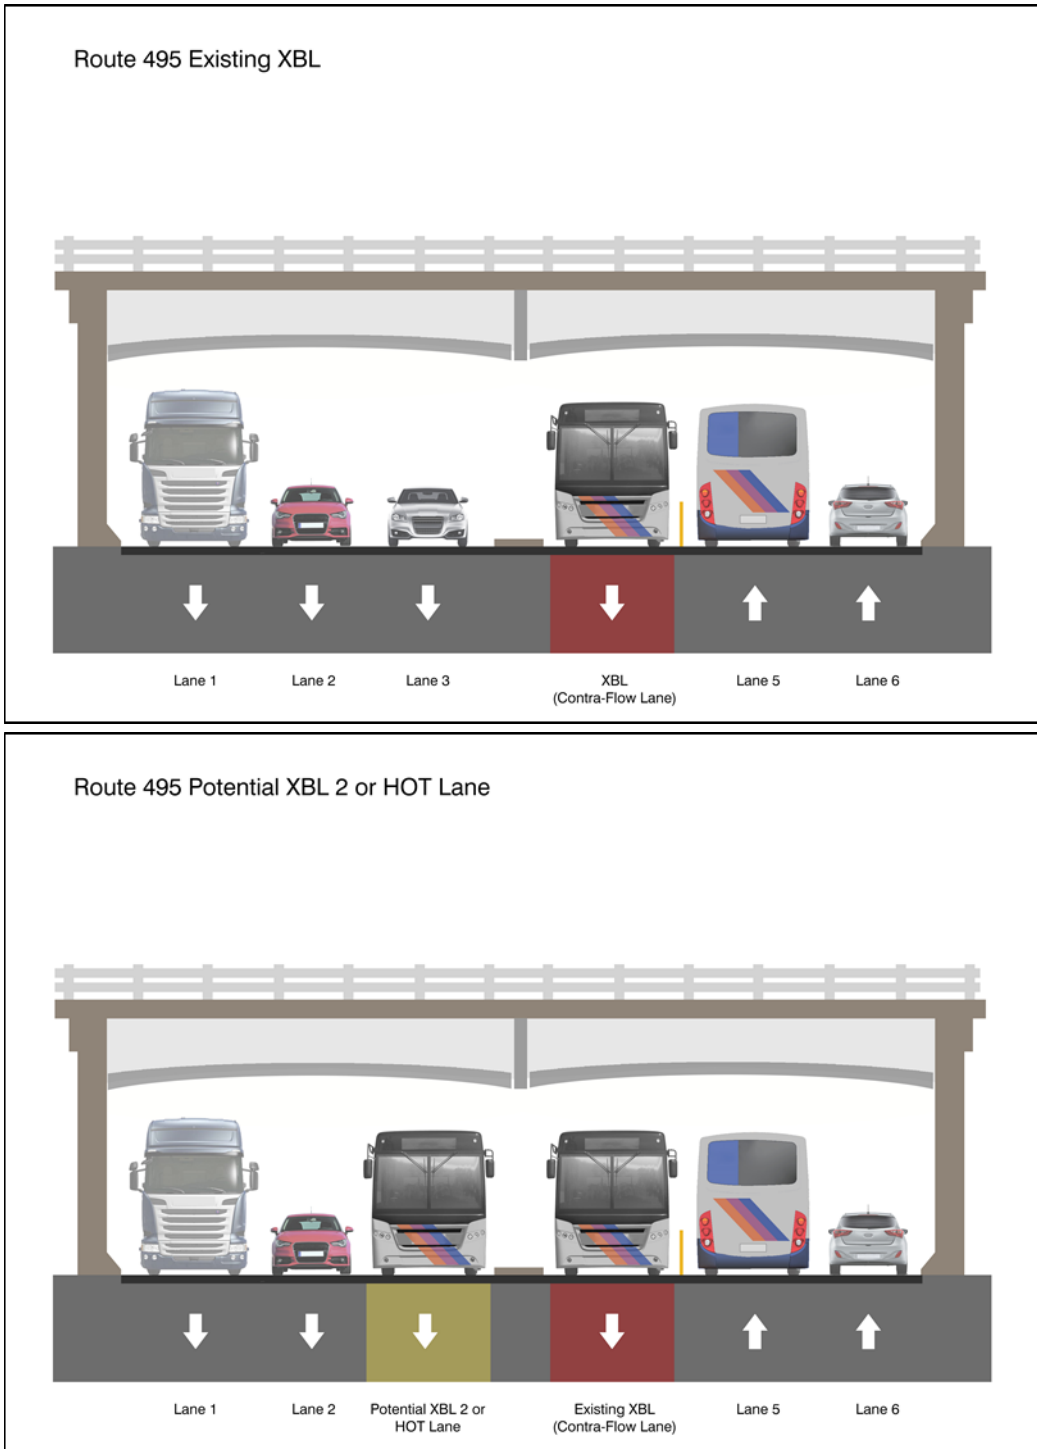 Route 495 Existing XBL
Lane 1
Lane 2
Lane 3
XBL
(Contra-Flow Lane)
Lane 5
Lane 6
Route 495 Potential XBL 2 or HOT Lane
Lane 1
Lane 2
Potential XBL 2 or
HOT Lane
Existing XBL
(Contra-Flow Lane)
Lane 5
Lane 6